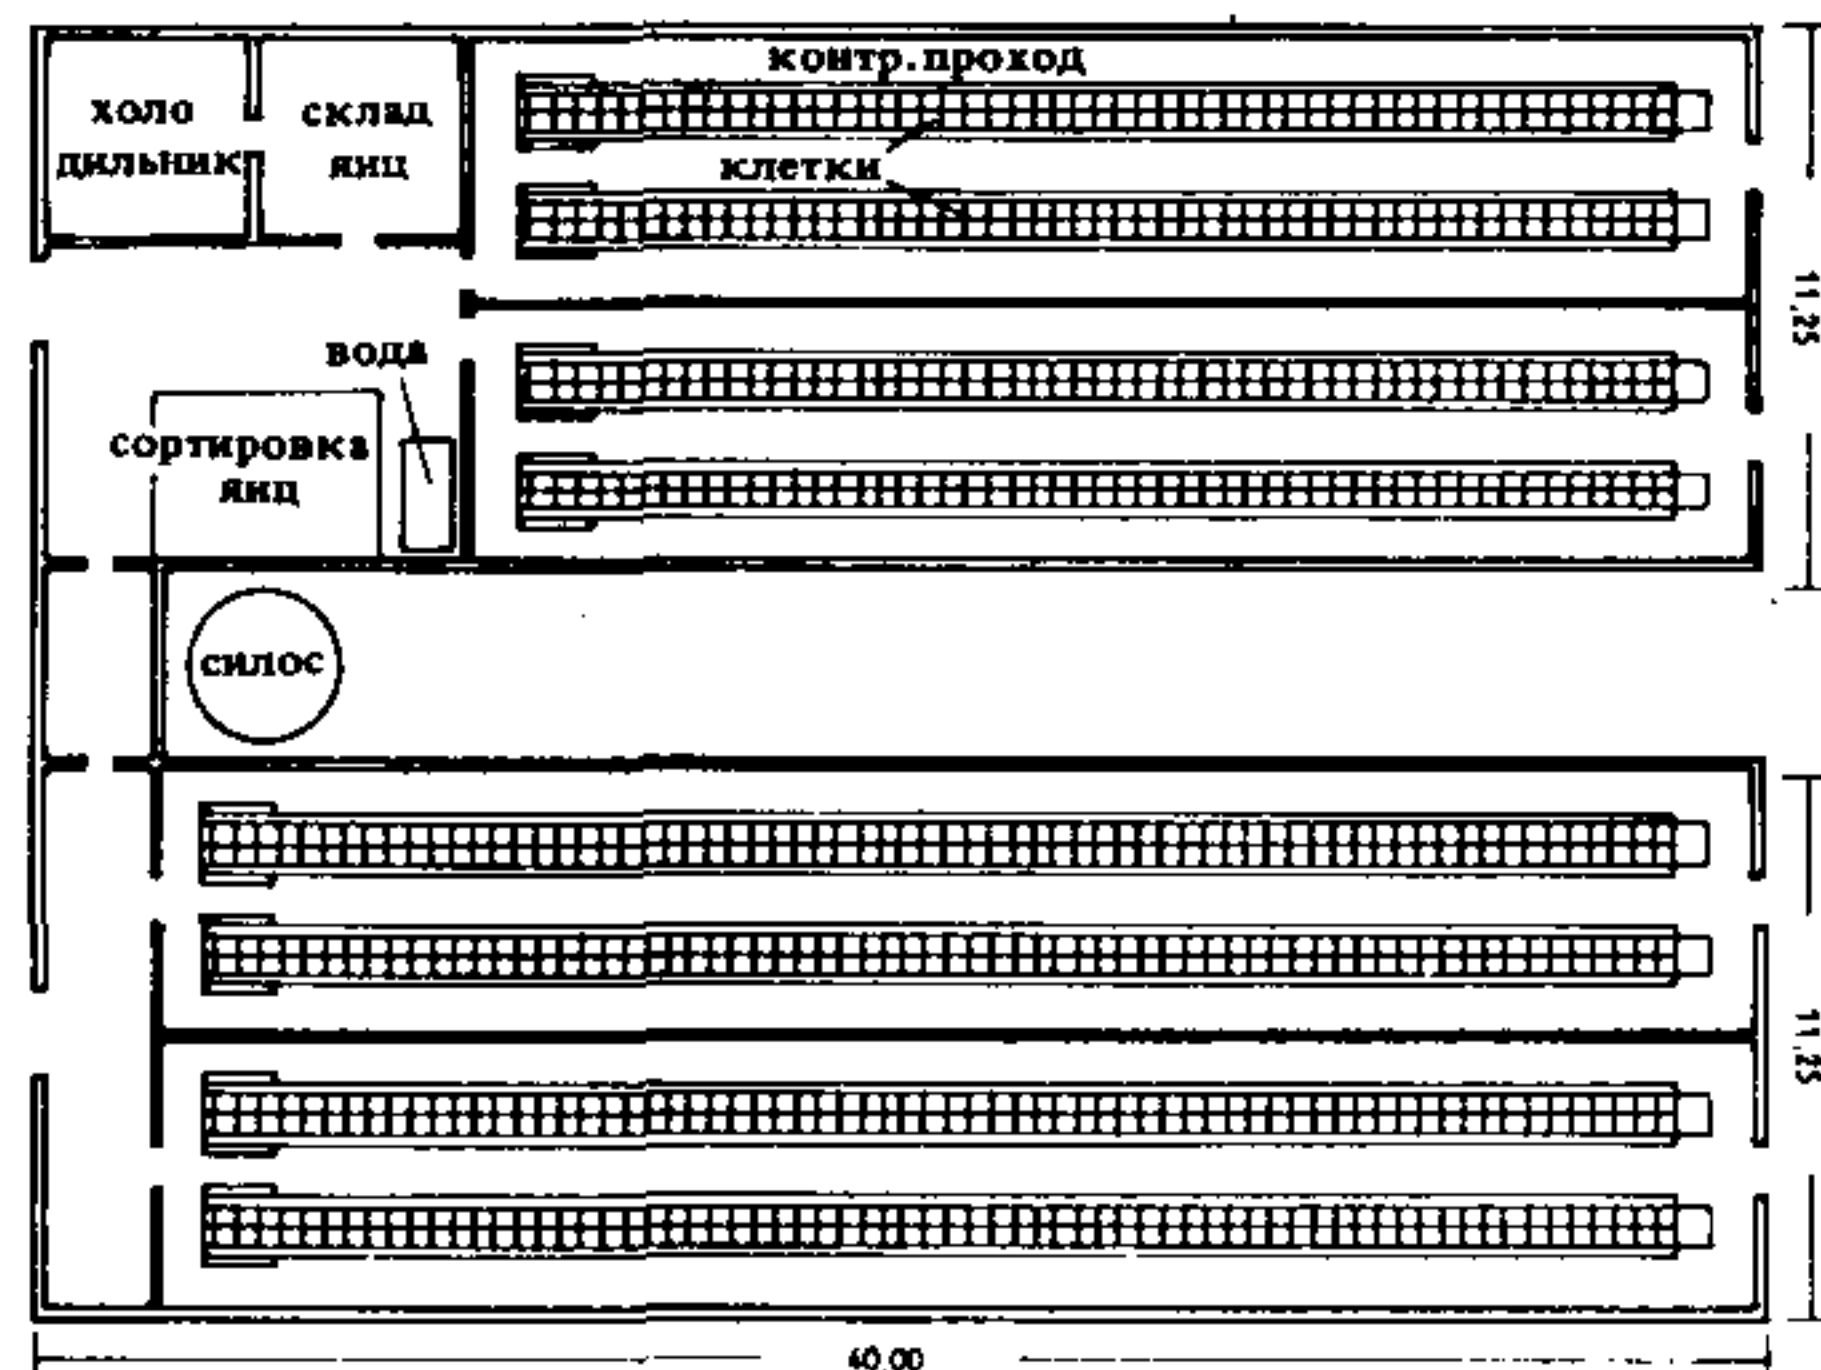 контр.проход
холо
дильник
склад
яиц
клетки
11,25
вода
сортировка
яиц
силос
11,25
40.00